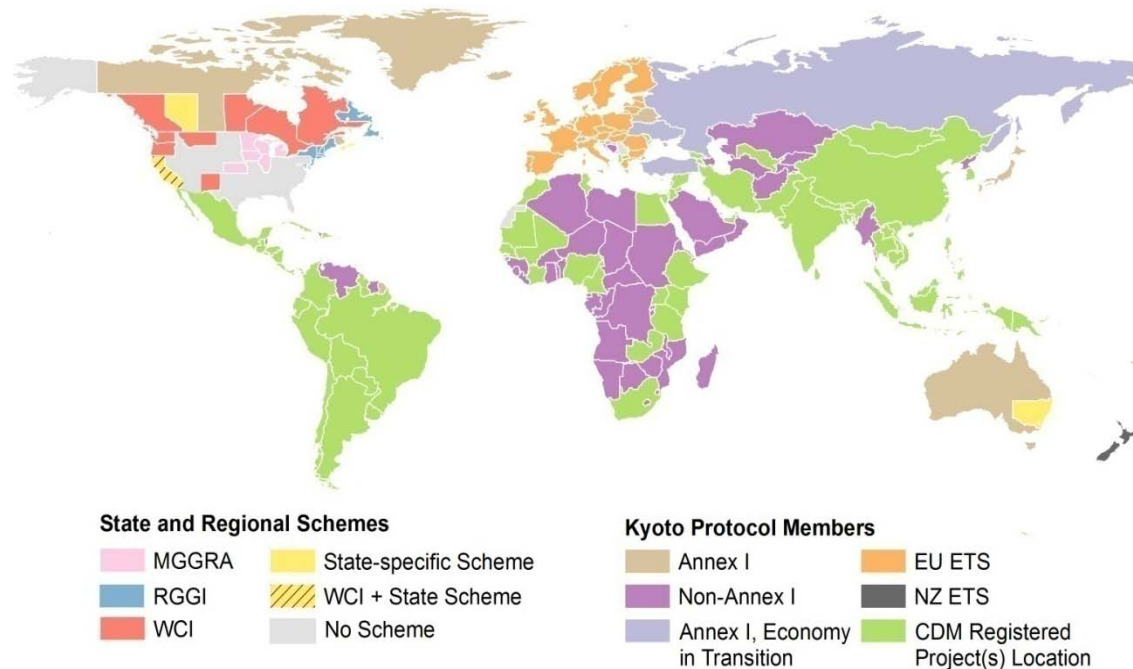 State and Regional Schemes
MGGRA
RGGI
WCI
State-specific Scheme
WCI + State Scheme
No Scheme
Kyoto Protocol Members
Annex I
Non-Annex I
Annex I, Economy
in Transition
EU ETS
NZ ETS
CDM Registered
Project(s) Location